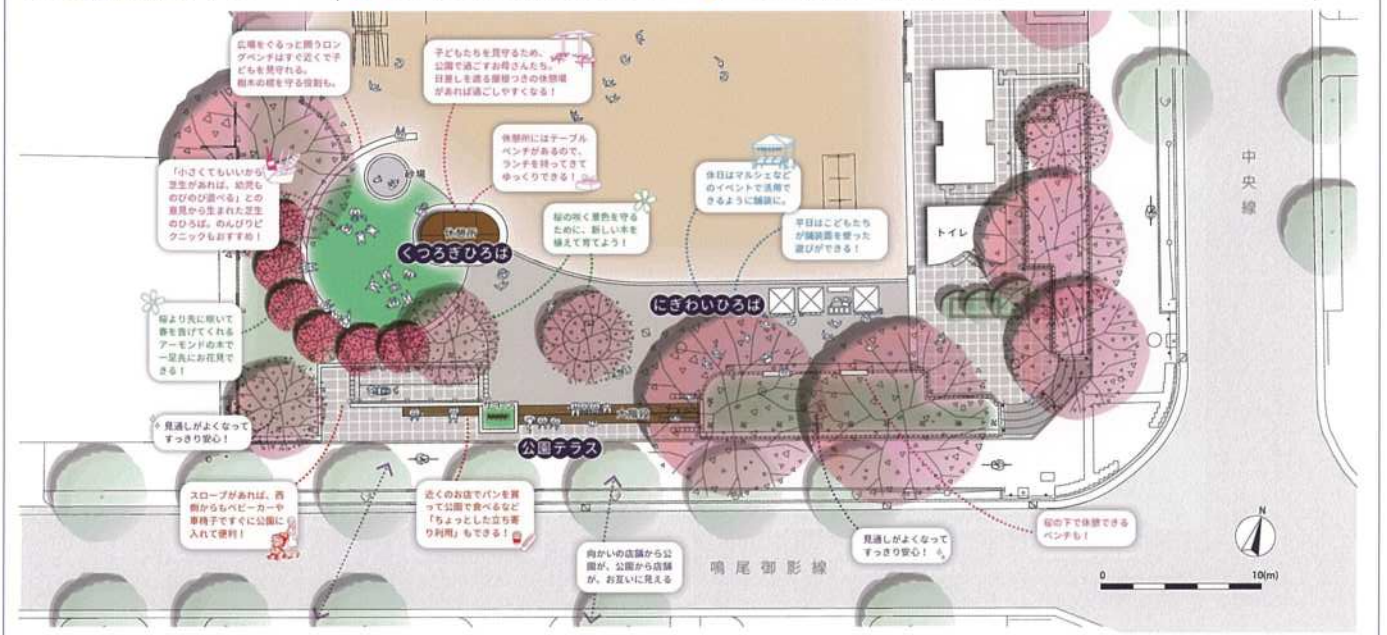 広場をぐるっと囲うロン
グベンチはすぐ近くで子
どもを見守れる。
樹木の根を守る役割も。
子どもたちを見守るため、
公園で過ごすお母さんたち。
日差しを遮る屋根つきの休憩場
があれば過ごしやすくなる!
休憩所にはテーブル
ベンチがあるので、
ランチを持ってきて
ゆっくりできる!
「小さくてもいいから
芝生があれば、幼児も
のびのび遊べる」との
意見から生まれた芝生
のひろば。のんびりピ
クニックもおすすめ!
砂場
休憩所
くつろぎひろば
桜の咲く景色を守る
ために、新しい木を
植えて育てよう!
休日はマルシェなど
のイベントで活用で
きるように舗装に。
平日はこどもたち
が舗装面を使った
遊びができる!
にぎわいひろば
トイレ
中央線
桜より先に咲いて
春を告げてくれる
アーモンドの木で
一足先にお花見で
きる!
見通しがよくなって
すっきり安心!
大階段
公園テラス
スロープがあれば、西
側からもベビーカーや
車椅子ですぐに公園に
入れて便利!
近くのお店でパンを買
って公園で食べるなど
「ちょっとした立ち寄
り利用」もできる!
向かいの店舗から公
園が、公園から店舗
が、お互いに見える
鳴尾御影線
見通しがよくなって
すっきり安心!
桜の下で休憩できる
ベンチも!
N
0 10(m)